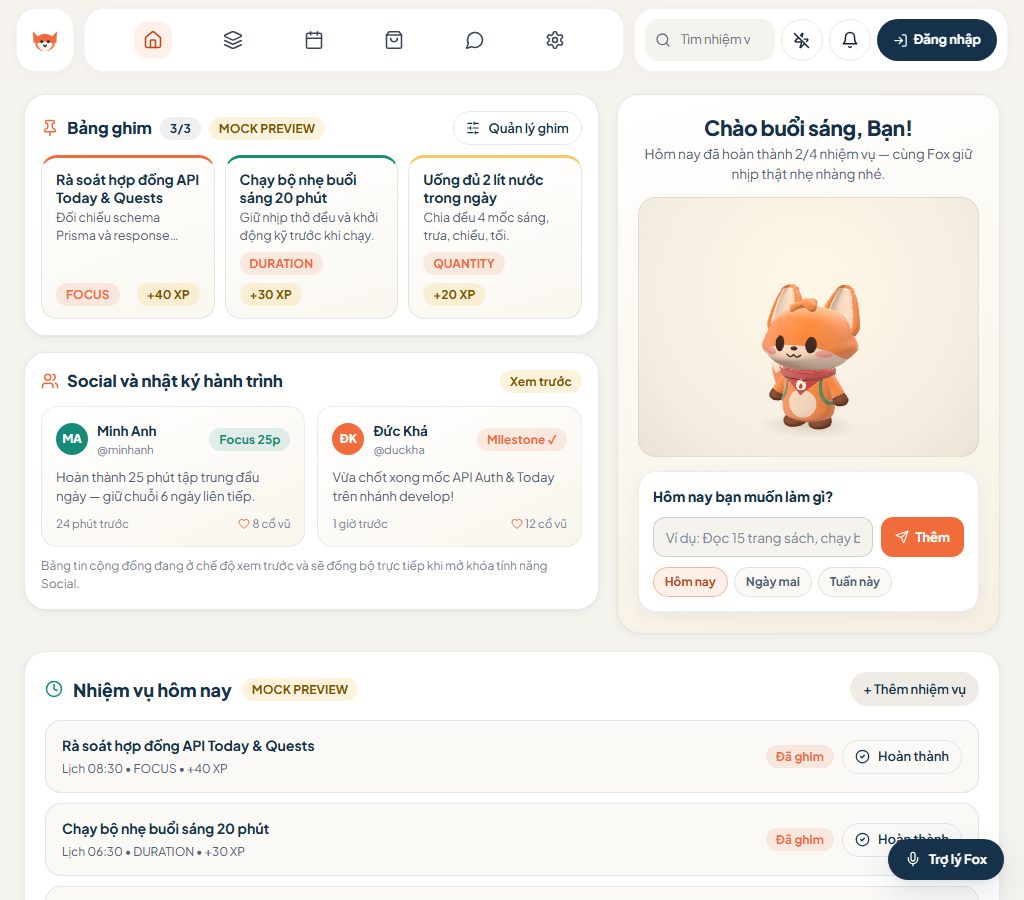 Tìm nhiệm v
Đăng nhập
Bảng ghim
3/3
MOCK PREVIEW
Quản lý ghim
Rà soát hợp đồng API
Today & Quests
Đối chiếu schema
Prisma và response…
FOCUS
+40 XP
Chạy bộ nhẹ buổi
sáng 20 phút
Giữ nhịp thở đều và khởi
động kỹ trước khi chạy.
DURATION
+30 XP
Uống đủ 2 lít nước
trong ngày
Chia đều 4 mốc sáng,
trưa, chiều, tối.
QUANTITY
+20 XP
Chào buổi sáng, Bạn!
Hôm nay đã hoàn thành 2/4 nhiệm vụ — cùng Fox giữ
nhịp thật nhẹ nhàng nhé.
Social và nhật ký hành trình
Xem trước
MA
Minh Anh
@minhanh
Focus 25p
Hoàn thành 25 phút tập trung đầu
ngày — giữ chuỗi 6 ngày liên tiếp.
24 phút trước
8 cổ vũ
ĐK
Đức Khá
@duckha
Milestone ✓
Vừa chốt xong mốc API Auth & Today
trên nhánh develop!
1 giờ trước
12 cổ vũ
Bảng tin cộng đồng đang ở chế độ xem trước và sẽ đồng bộ trực tiếp khi mở khóa tính năng
Social.
Hôm nay bạn muốn làm gì?
Ví dụ: Đọc 15 trang sách, chạy b
Thêm
Hôm nay
Ngày mai
Tuần này
Nhiệm vụ hôm nay
MOCK PREVIEW
+ Thêm nhiệm vụ
Rà soát hợp đồng API Today & Quests
Lịch 08:30 • FOCUS • +40 XP
Đã ghim
Hoàn thành
Chạy bộ nhẹ buổi sáng 20 phút
Lịch 06:30 • DURATION • +30 XP
Đã ghim
Hoàn thành
Trợ lý Fox